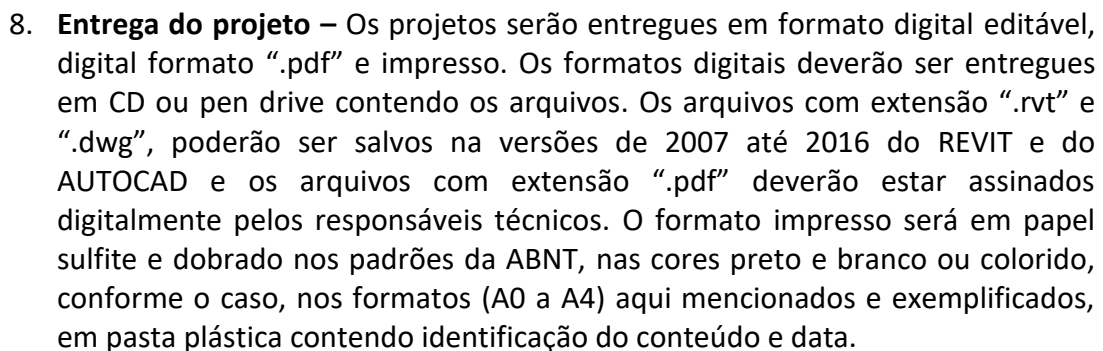 8. Entrega do projeto – Os projetos serão entregues em formato digital editável,
digital formato “.pdf” e impresso. Os formatos digitais deverão ser entregues
em CD ou pen drive contendo os arquivos. Os arquivos com extensão “.rvt” e
“.dwg”, poderão ser salvos na versões de 2007 até 2016 do REVIT e do
AUTOCAD e os arquivos com extensão “.pdf” deverão estar assinados
digitalmente pelos responsáveis técnicos. O formato impresso será em papel
sulfite e dobrado nos padrões da ABNT, nas cores preto e branco ou colorido,
conforme o caso, nos formatos (A0 a A4) aqui mencionados e exemplificados,
em pasta plástica contendo identificação do conteúdo e data.